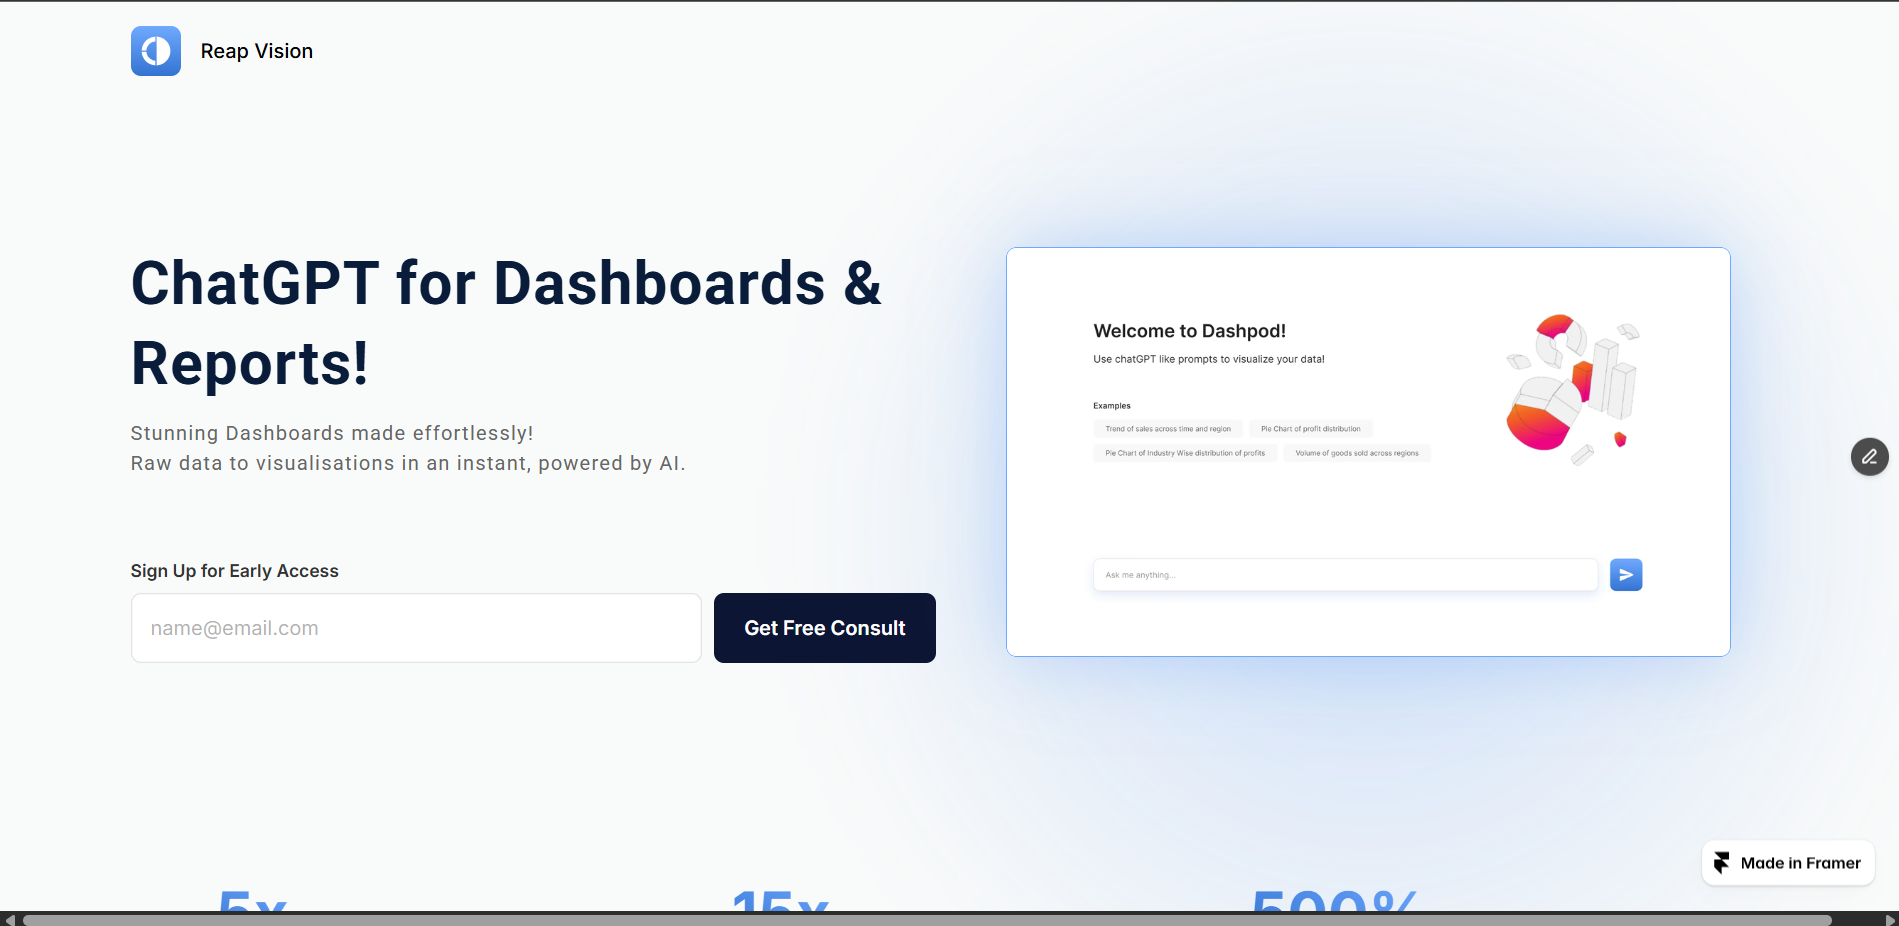 Reap Vision
ChatGPT for Dashboards &
Reports!
Stunning Dashboards made effortlessly!
Raw data to visualisations in an instant, powered by AI.
Sign Up for Early Access
name@email.com
Get Free Consult
Welcome to Dashpod!
Use chatGPT like prompts to visualize your data!
Examples
Trend of sales across time and region
Pie Chart of profit distribution
Pie Chart of Industry Wise distribution of profits
Volume of goods sold across regions
Ask me anything...
Made in Framer
5x
15x
500%